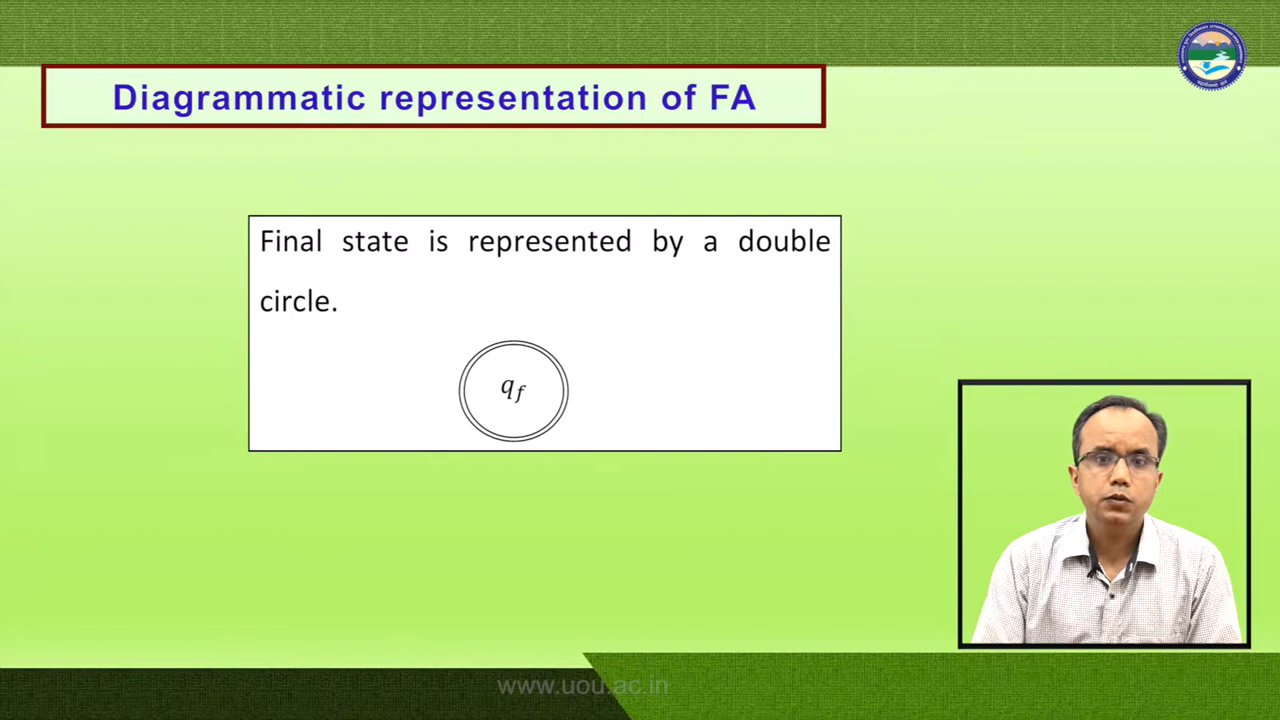 Diagrammatic representation of FA
Final state is represented by a double
circle.
q_f
www.uou.ac.in